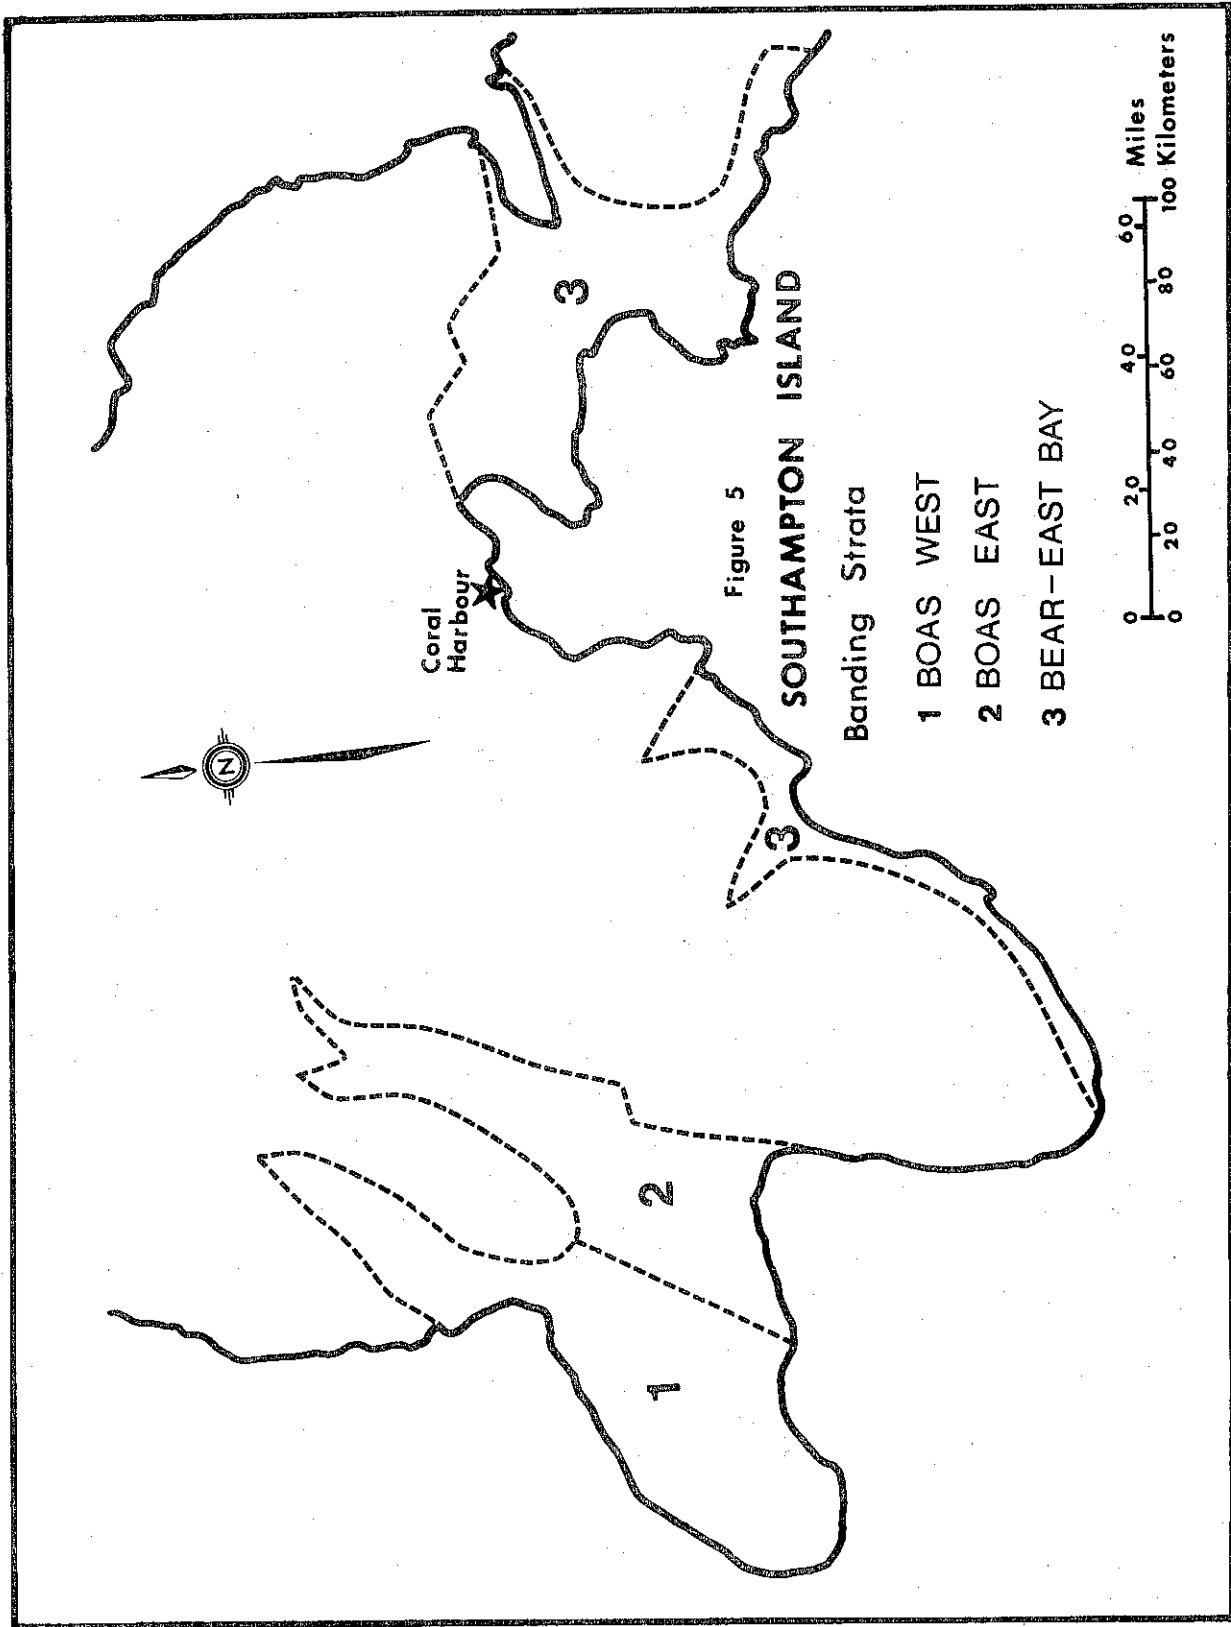 N
Coral
Harbour
3
3
2
1
Figure 5
SOUTHAMPTON ISLAND
Banding Strata
1 BOAS WEST
2 BOAS EAST
3 BEAR-EAST BAY
0 20 40 60 Miles
0 20 40 60 80 100 Kilometers